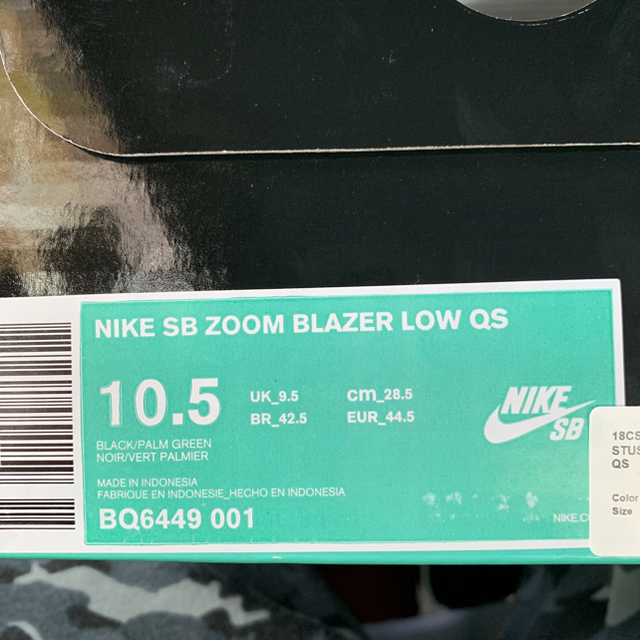 NIKE SB ZOOM BLAZER LOW QS
10.5
UK_9.5 cm_28.5
BR_42.5 EUR_44.5
BLACK/PALM GREEN
NOIR/VERT PALMIER
MADE IN INDONESIA
FABRIQUE EN INDONESIE_HECHO EN INDONESIA
BQ6449 001
NIKE
SB
NIKE.C
18CS
STUS
QS
Color
Size